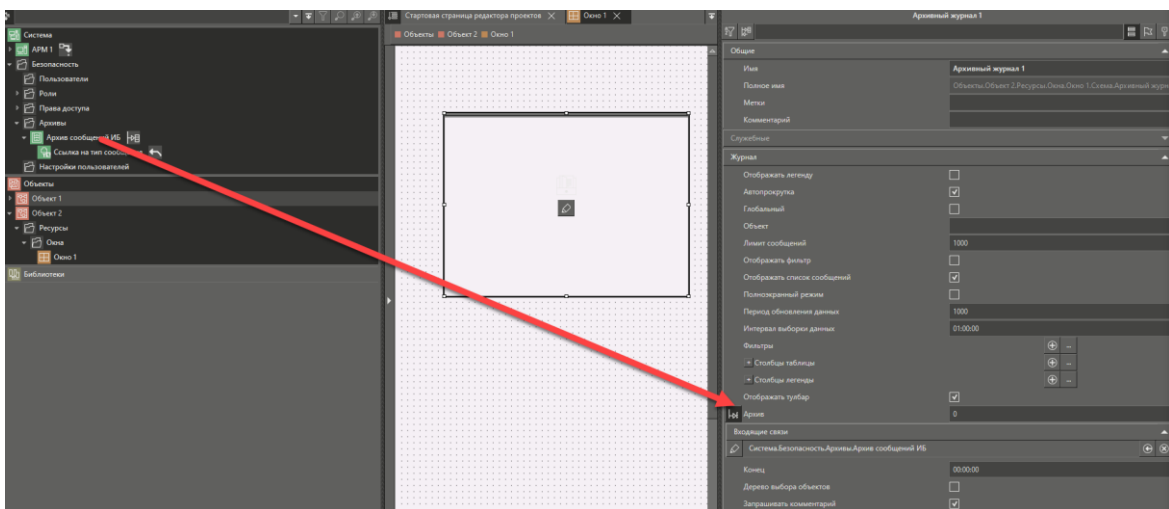 Система
АРМ 1
Безопасность
Пользователи
Роли
Права доступа
Архивы
Архив сообщений ИБ
Ссылка на тип
Настройки пользователей
Объекты
Объект 1
Объект 2
Ресурсы
Окна
Окно 1
Библиотеки
Стартовая страница редактора проектов
Окно 1
Объекты Объект 2 Окно 1
Архивный журнал 1
Общие
Имя Архивный журнал 1
Полное имя Объекты.Объект 2.Ресурсы.Окна.Окно 1.Схема.Архивный журн
Метки
Комментарий
Служебные
Журнал
Отображать легенду
Автопрокрутка
Глобальный
Объект
Лимит сообщений 1000
Отображать фильтр
Отображать список сообщений
Полноэкранный режим
Период обновления данных 1000
Интервал выборки данных 01:00:00
Фильтры ...
Столбцы таблицы ...
Столбцы легенды ...
Отображать тулбар
Архив 0
Входящие связи
Система.Безопасность.Архивы.Архив сообщений ИБ
Конец 00:00:00
Дерево выбора объектов
Запрашивать комментарий